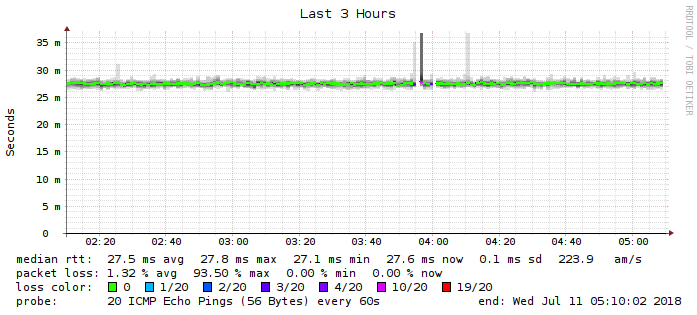 Last 3 Hours
RRDTOOL / TOBI OETIKER
Seconds
35 m
30 m
25 m
20 m
15 m
10 m
5 m
0
02:20 02:40 03:00 03:20 03:40 04:00 04:20 04:40 05:00
median rtt: 27.5 ms avg 27.8 ms max 27.1 ms min 27.6 ms now 0.1 ms sd 223.9 am/s
packet loss: 1.32 % avg 93.50 % max 0.00 % min 0.00 % now
loss color: 0 1/20 2/20 3/20 4/20 10/20 19/20
probe: 20 ICMP Echo Pings (56 Bytes) every 60s end: Wed Jul 11 05:10:02 2018